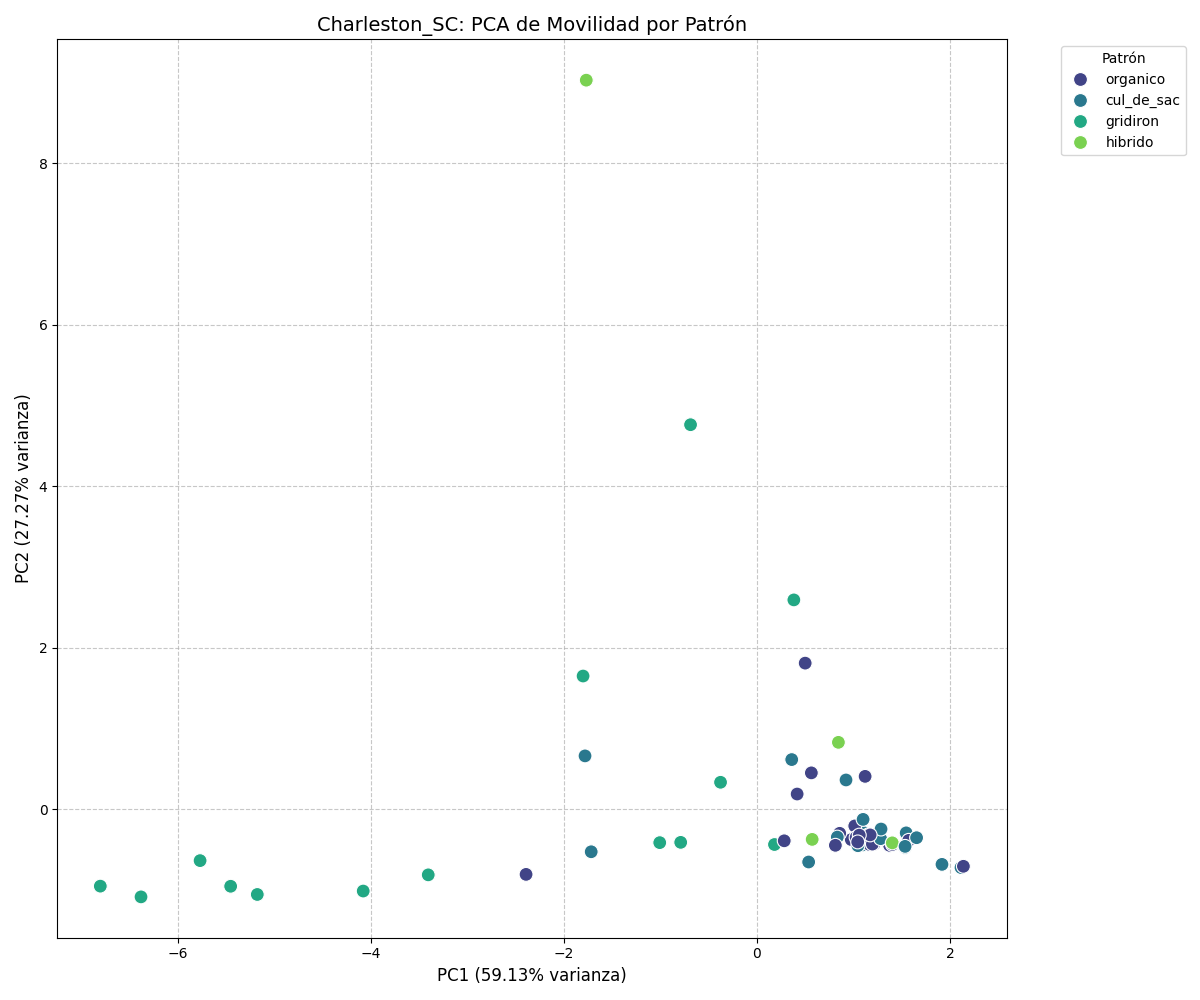 Charleston_SC: PCA de Movilidad por Patrón
Patrón
organico
cul_de_sac
gridiron
hibrido
PC2 (27.27% varianza)
8
6
4
2
0
−6
−4
−2
0
2
PC1 (59.13% varianza)